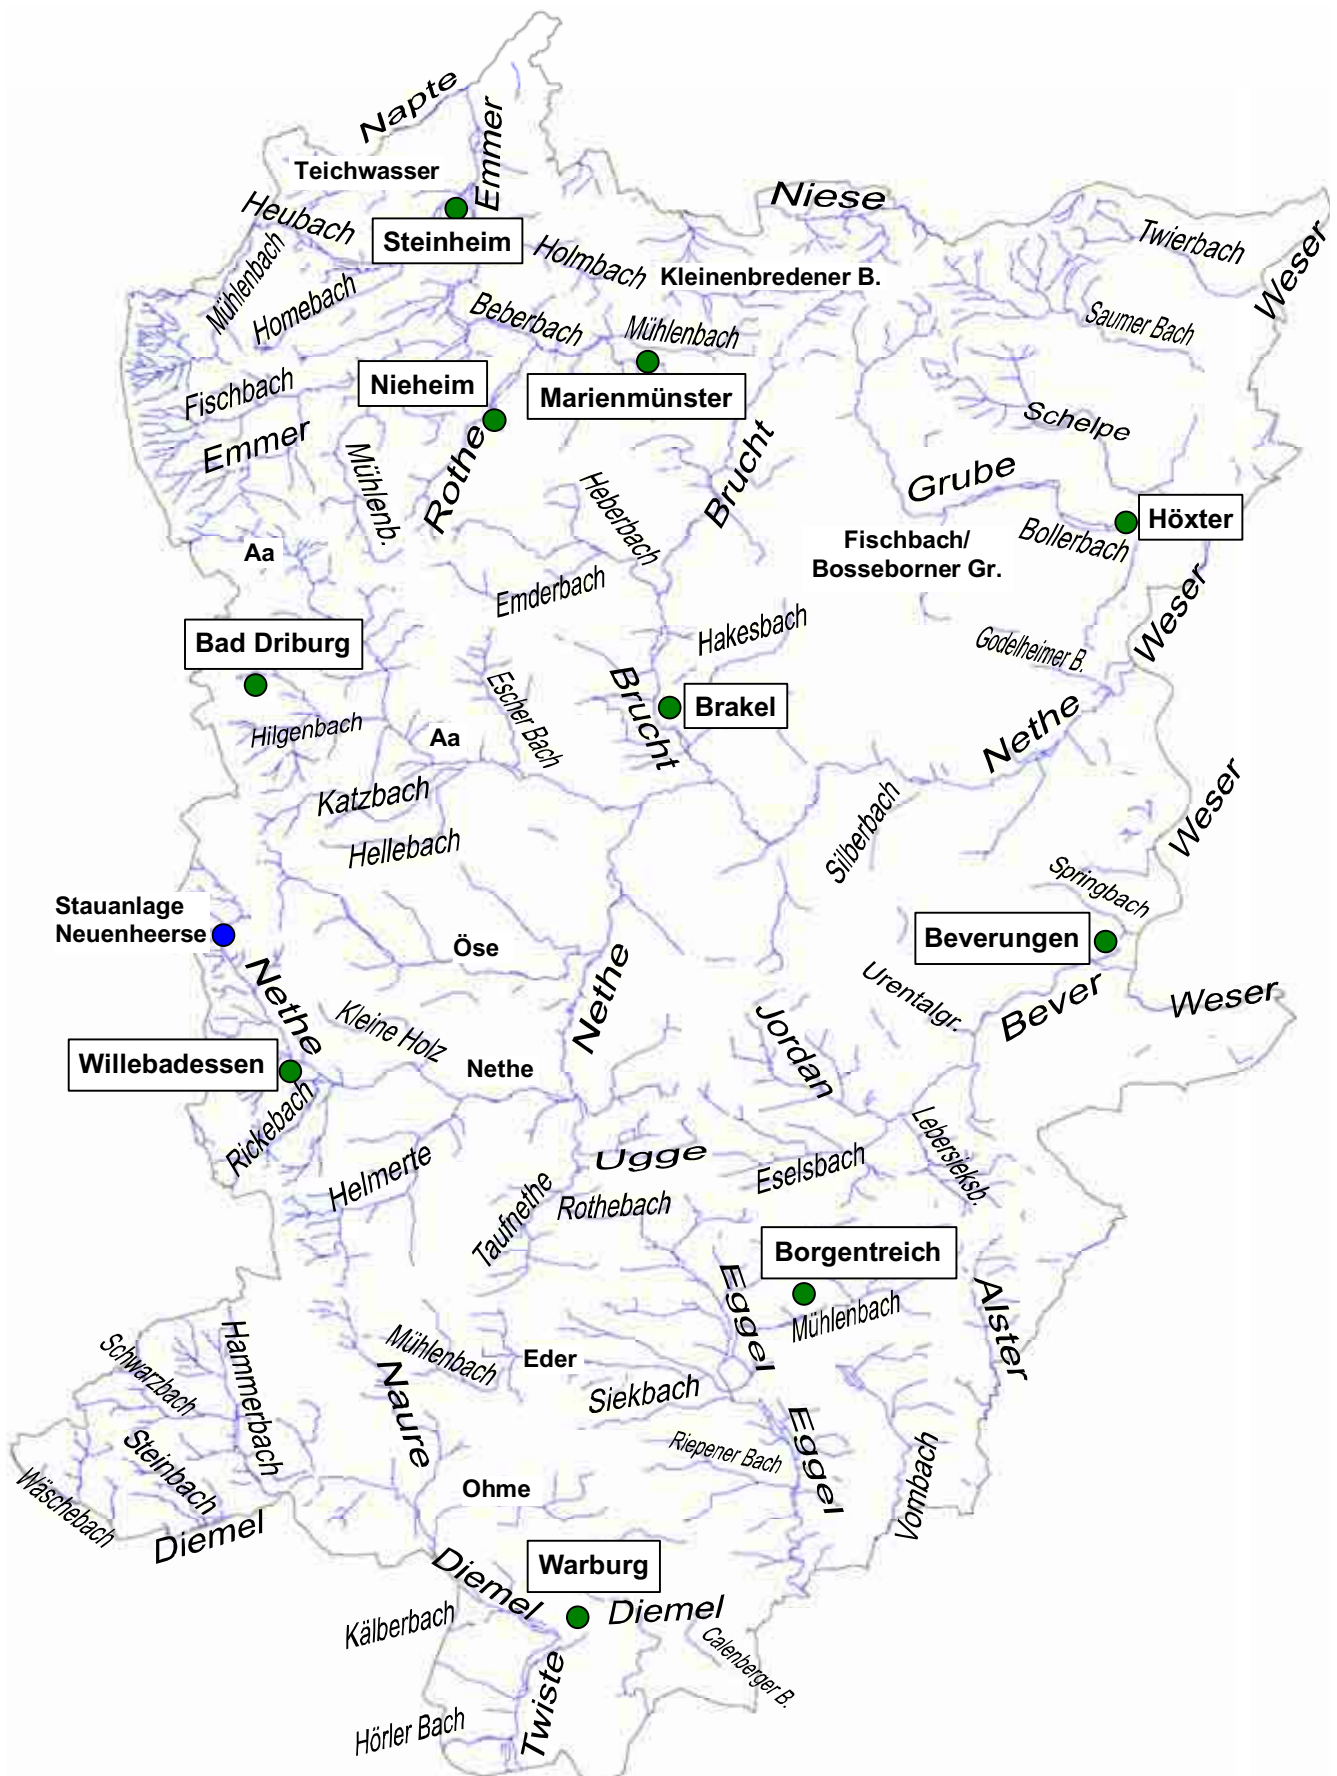 Napte
Emmer
Teichwasser
Heubach
Steinheim
Niese
Twierbach
Weser
Mühlenbach
Homebach
Holmbach
Kleinenbredener B.
Beberbach
Mühlenbach
Saumer Bach
Fischbach
Nieheim
Marienmünster
Emmer
Mühlenb.
Rothe
Heberbach
Brucht
Grube
Schelpe
Höxter
Bollerbach
Aa
Fischbach/
Bosseborner Gr.
Emderbach
Hakesbach
Godelheimer B.
Weser
Bad Driburg
Hilgenbach
Aa
Escher Bach
Brucht
Brakel
Nethe
Katzbach
Hellebach
Silberbach
Weser
Springbach
Stauanlage
Neuenheerse
Öse
Beverungen
Nethe
Nethe
Urentalgr.
Bever
Weser
Kleine Holz
Jordan
Willebadessen
Nethe
Rickebach
Helmerte
Ugge
Eselsbach
Lebersieksb.
Taufnethe
Rothebach
Borgentreich
Eggel
Mühlenbach
Alster
Schwarzbach
Hammerbach
Mühlenbach
Eder
Naure
Siekbach
Steinbach
Riepener Bach
Eggel
Vombach
Wäschebach
Diemel
Ohme
Warburg
Diemel
Diemel
Kälberbach
Calenberger B.
Twiste
Hörler Bach